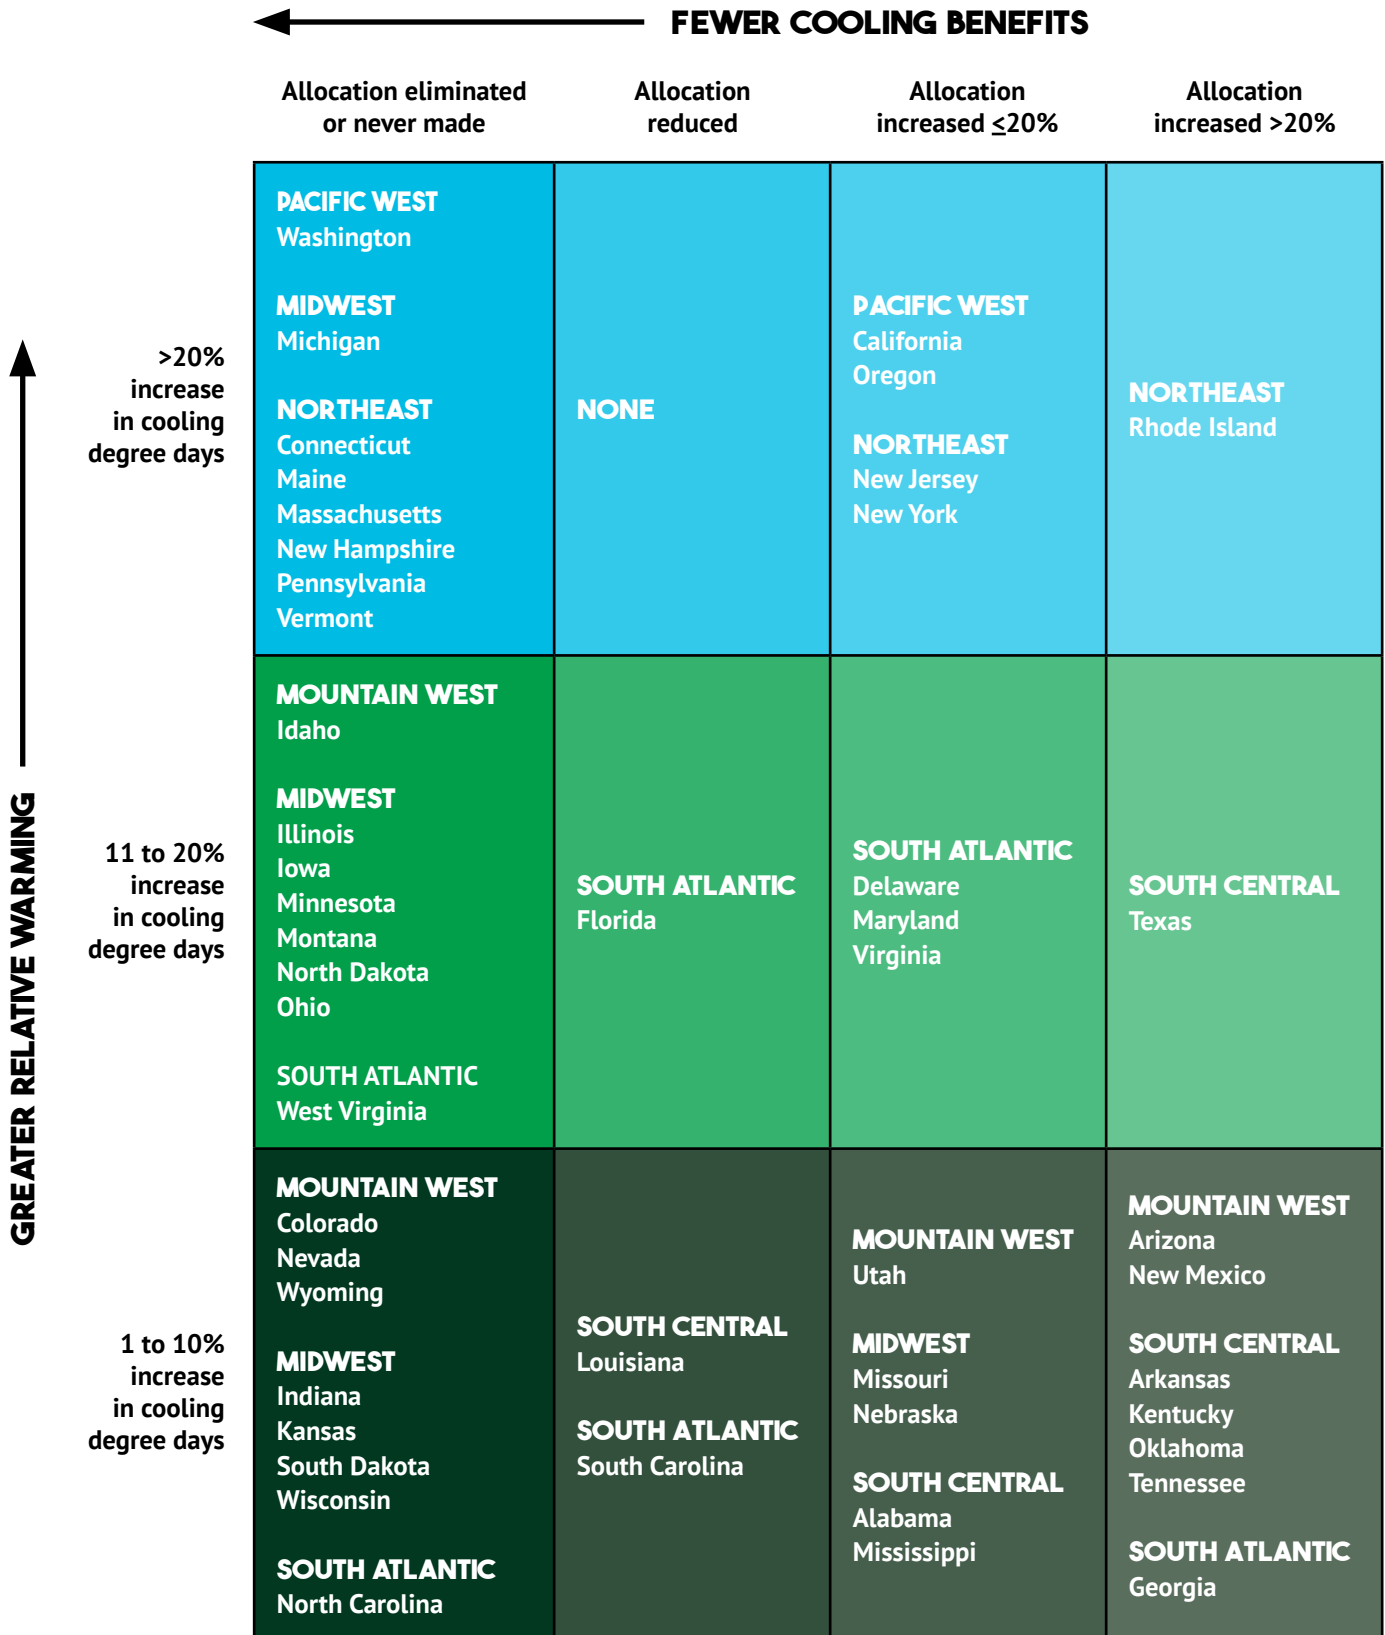 FEWER COOLING BENEFITS
Allocation eliminated
or never made
Allocation
reduced
Allocation
increased ≤20%
Allocation
increased >20%
GREATER RELATIVE WARMING
>20%
increase
in cooling
degree days
PACIFIC WEST
Washington
MIDWEST
Michigan
NORTHEAST
Connecticut
Maine
Massachusetts
New Hampshire
Pennsylvania
Vermont
NONE
PACIFIC WEST
California
Oregon
NORTHEAST
New Jersey
New York
NORTHEAST
Rhode Island
11 to 20%
increase
in cooling
degree days
MOUNTAIN WEST
Idaho
MIDWEST
Illinois
Iowa
Minnesota
Montana
North Dakota
Ohio
SOUTH ATLANTIC
West Virginia
SOUTH ATLANTIC
Florida
SOUTH ATLANTIC
Delaware
Maryland
Virginia
SOUTH CENTRAL
Texas
1 to 10%
increase
in cooling
degree days
MOUNTAIN WEST
Colorado
Nevada
Wyoming
MIDWEST
Indiana
Kansas
South Dakota
Wisconsin
SOUTH ATLANTIC
North Carolina
SOUTH CENTRAL
Louisiana
SOUTH ATLANTIC
South Carolina
MOUNTAIN WEST
Utah
MIDWEST
Missouri
Nebraska
SOUTH CENTRAL
Alabama
Mississippi
MOUNTAIN WEST
Arizona
New Mexico
SOUTH CENTRAL
Arkansas
Kentucky
Oklahoma
Tennessee
SOUTH ATLANTIC
Georgia